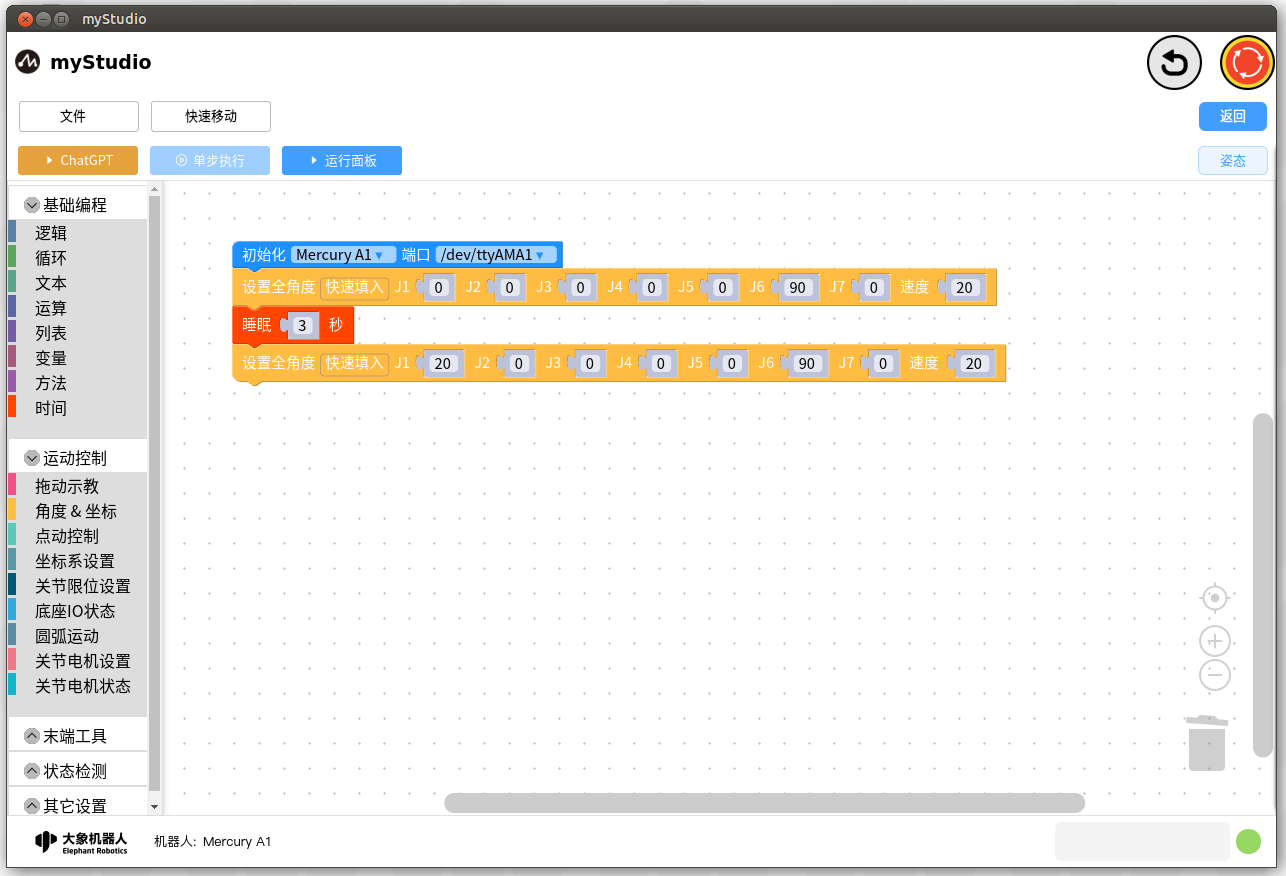 myStudio
myStudio
文件 快速移动 返回
ChatGPT 单步执行 运行面板 姿态
基础编程
逻辑
循环
文本
运算
列表
变量
方法
时间
运动控制
拖动示教
角度 & 坐标
点动控制
坐标系设置
关节限位设置
底座IO状态
圆弧运动
关节电机设置
关节电机状态
末端工具
状态检测
其它设置
初始化 Mercury A1 ▾ 端口 /dev/ttyAMA1 ▾
设置全角度 快速填入 J1 0 J2 0 J3 0 J4 0 J5 0 J6 90 J7 0 速度 20
睡眠 3 秒
设置全角度 快速填入 J1 20 J2 0 J3 0 J4 0 J5 0 J6 90 J7 0 速度 20
大象机器人
Elephant Robotics
机器人: Mercury A1